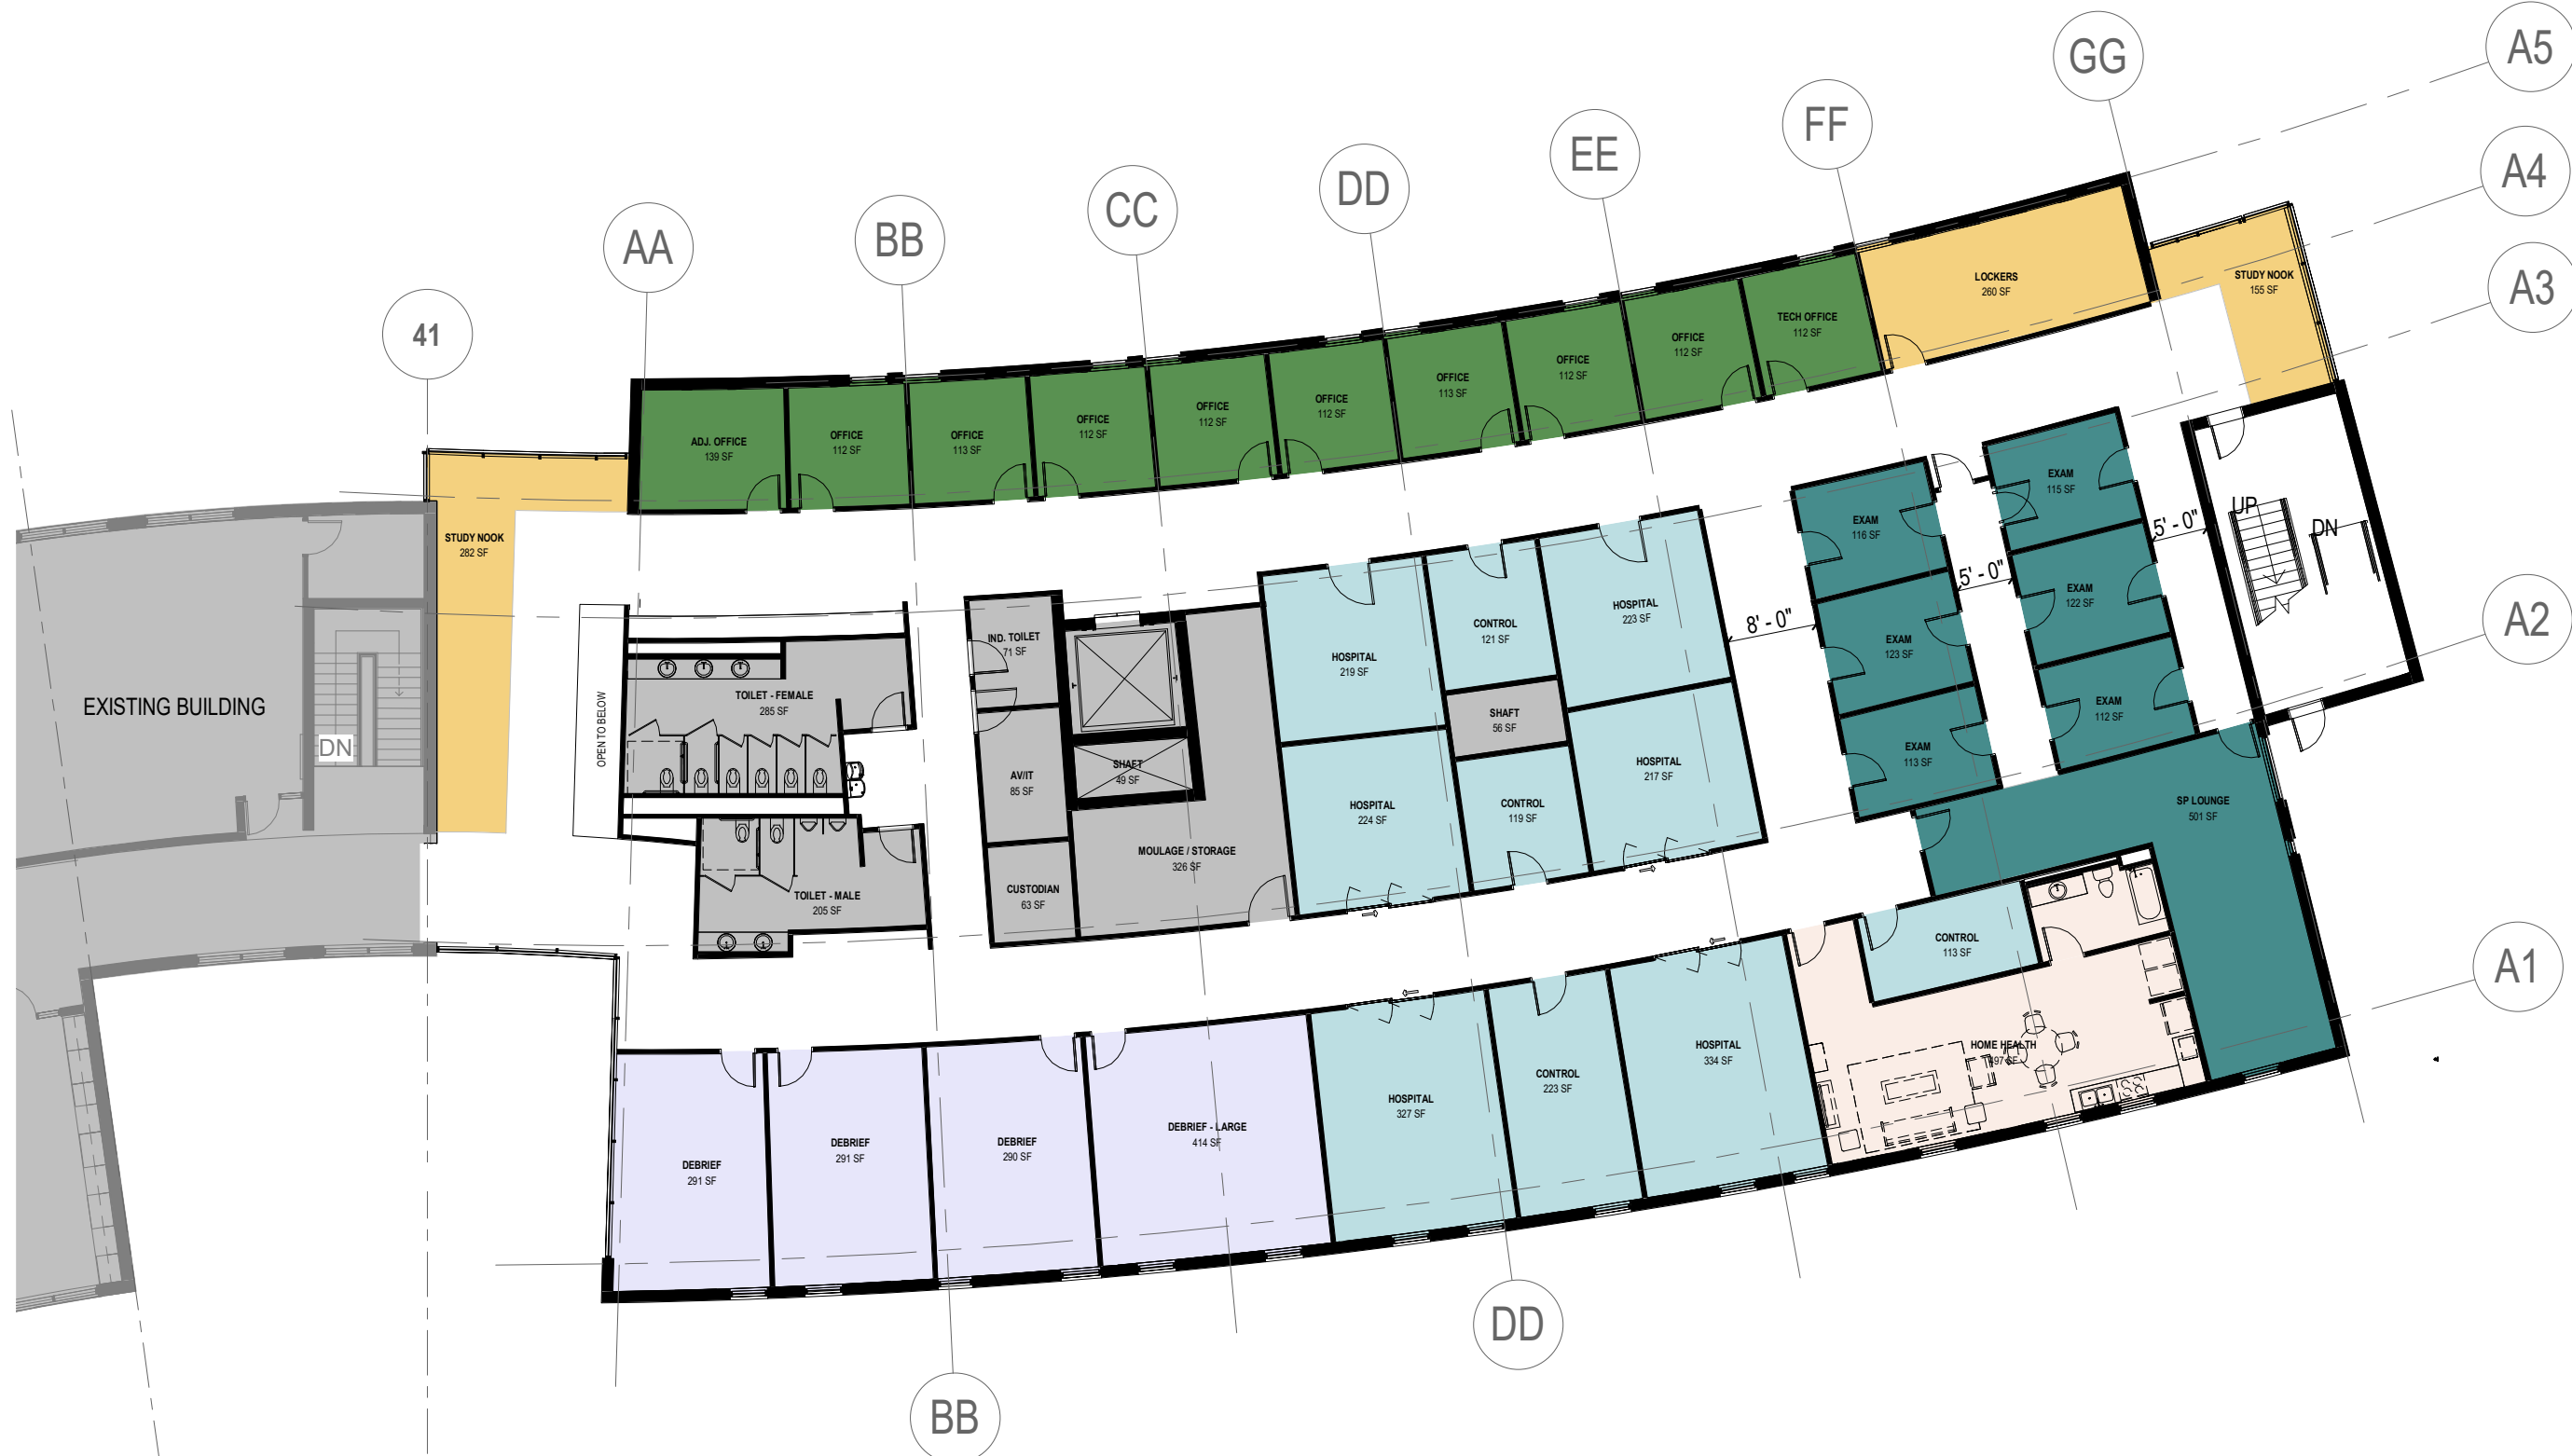 A5
GG
A4
FF
EE
DD
A3
CC
BB
AA
41
LOCKERS
260 SF
STUDY NOOK
155 SF
TECH OFFICE
112 SF
OFFICE
112 SF
OFFICE
112 SF
OFFICE
113 SF
OFFICE
112 SF
OFFICE
112 SF
OFFICE
112 SF
OFFICE
113 SF
OFFICE
112 SF
ADJ. OFFICE
139 SF
STUDY NOOK
282 SF
EXISTING BUILDING
DN
OPEN TO BELOW
TOILET - FEMALE
285 SF
TOILET - MALE
205 SF
IND. TOILET
71 SF
AV/IT
85 SF
CUSTODIAN
63 SF
SHAFT
49 SF
MOULAGE / STORAGE
326 SF
HOSPITAL
219 SF
HOSPITAL
224 SF
CONTROL
121 SF
SHAFT
56 SF
CONTROL
119 SF
HOSPITAL
223 SF
HOSPITAL
217 SF
8' - 0"
EXAM
116 SF
EXAM
123 SF
EXAM
113 SF
5' - 0"
EXAM
115 SF
EXAM
122 SF
EXAM
112 SF
5' - 0"
UP
DN
A2
SP LOUNGE
501 SF
CONTROL
113 SF
A1
HOME HEALTH
497 SF
HOSPITAL
334 SF
CONTROL
223 SF
HOSPITAL
327 SF
DEBRIEF - LARGE
414 SF
DEBRIEF
290 SF
DEBRIEF
291 SF
DEBRIEF
291 SF
DD
BB